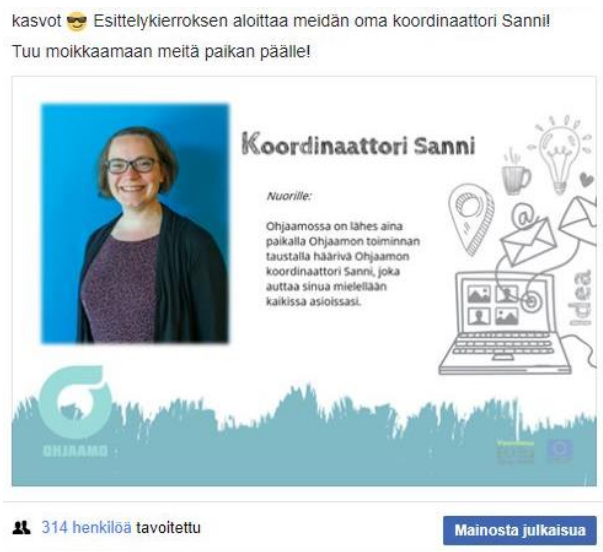 kasvot 😎 Esittelykierroksen aloittaa meidän oma koordinaattori Sanni!
Tuu moikkaamaan meitä paikan päälle!
Koordinaattori Sanni
Nuorille:
Ohjaamossa on lähes aina
paikalla Ohjaamon toiminnan
taustalla häärivä Ohjaamon
koordinaattori Sanni, joka
auttaa sinua mielellään
kaikissa asioissasi.
@
idea
OHJAAMO
314 henkilöä tavoitettu
Mainosta julkaisua